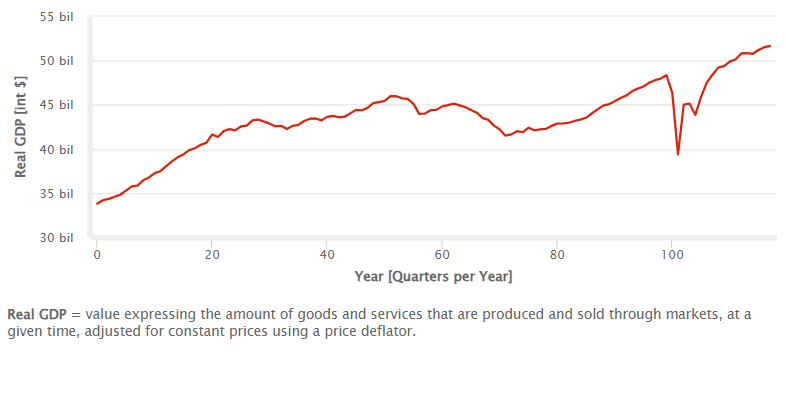 55 bil
50 bil
45 bil
40 bil
35 bil
30 bil
Real GDP [int $]
0 20 40 60 80 100
Year [Quarters per Year]
Real GDP = value expressing the amount of goods and services that are produced and sold through markets, at a
given time, adjusted for constant prices using a price deflator.